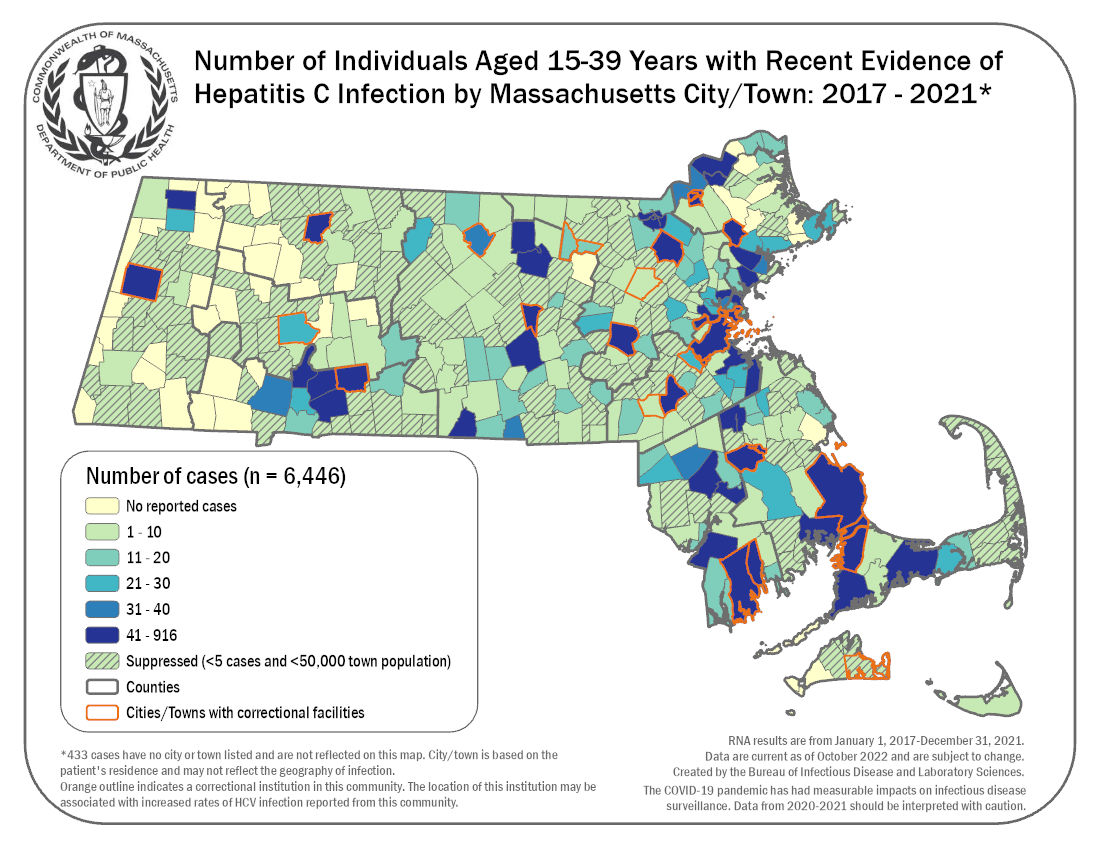 COMMONWEALTH OF MASSACHUSETTS
DEPARTMENT OF PUBLIC HEALTH
Number of Individuals Aged 15-39 Years with Recent Evidence of
Hepatitis C Infection by Massachusetts City/Town: 2017 - 2021*
Number of cases (n = 6,446)
No reported cases
1 - 10
11 - 20
21 - 30
31 - 40
41 - 916
Suppressed (<5 cases and <50,000 town population)
Counties
Cities/Towns with correctional facilities
*433 cases have no city or town listed and are not reflected on this map. City/town is based on the
patient's residence and may not reflect the geography of infection.
Orange outline indicates a correctional institution in this community. The location of this institution may be
associated with increased rates of HCV infection reported from this community.
RNA results are from January 1, 2017-December 31, 2021.
Data are current as of October 2022 and are subject to change.
Created by the Bureau of Infectious Disease and Laboratory Sciences.
The COVID-19 pandemic has had measurable impacts on infectious disease
surveillance. Data from 2020-2021 should be interpreted with caution.